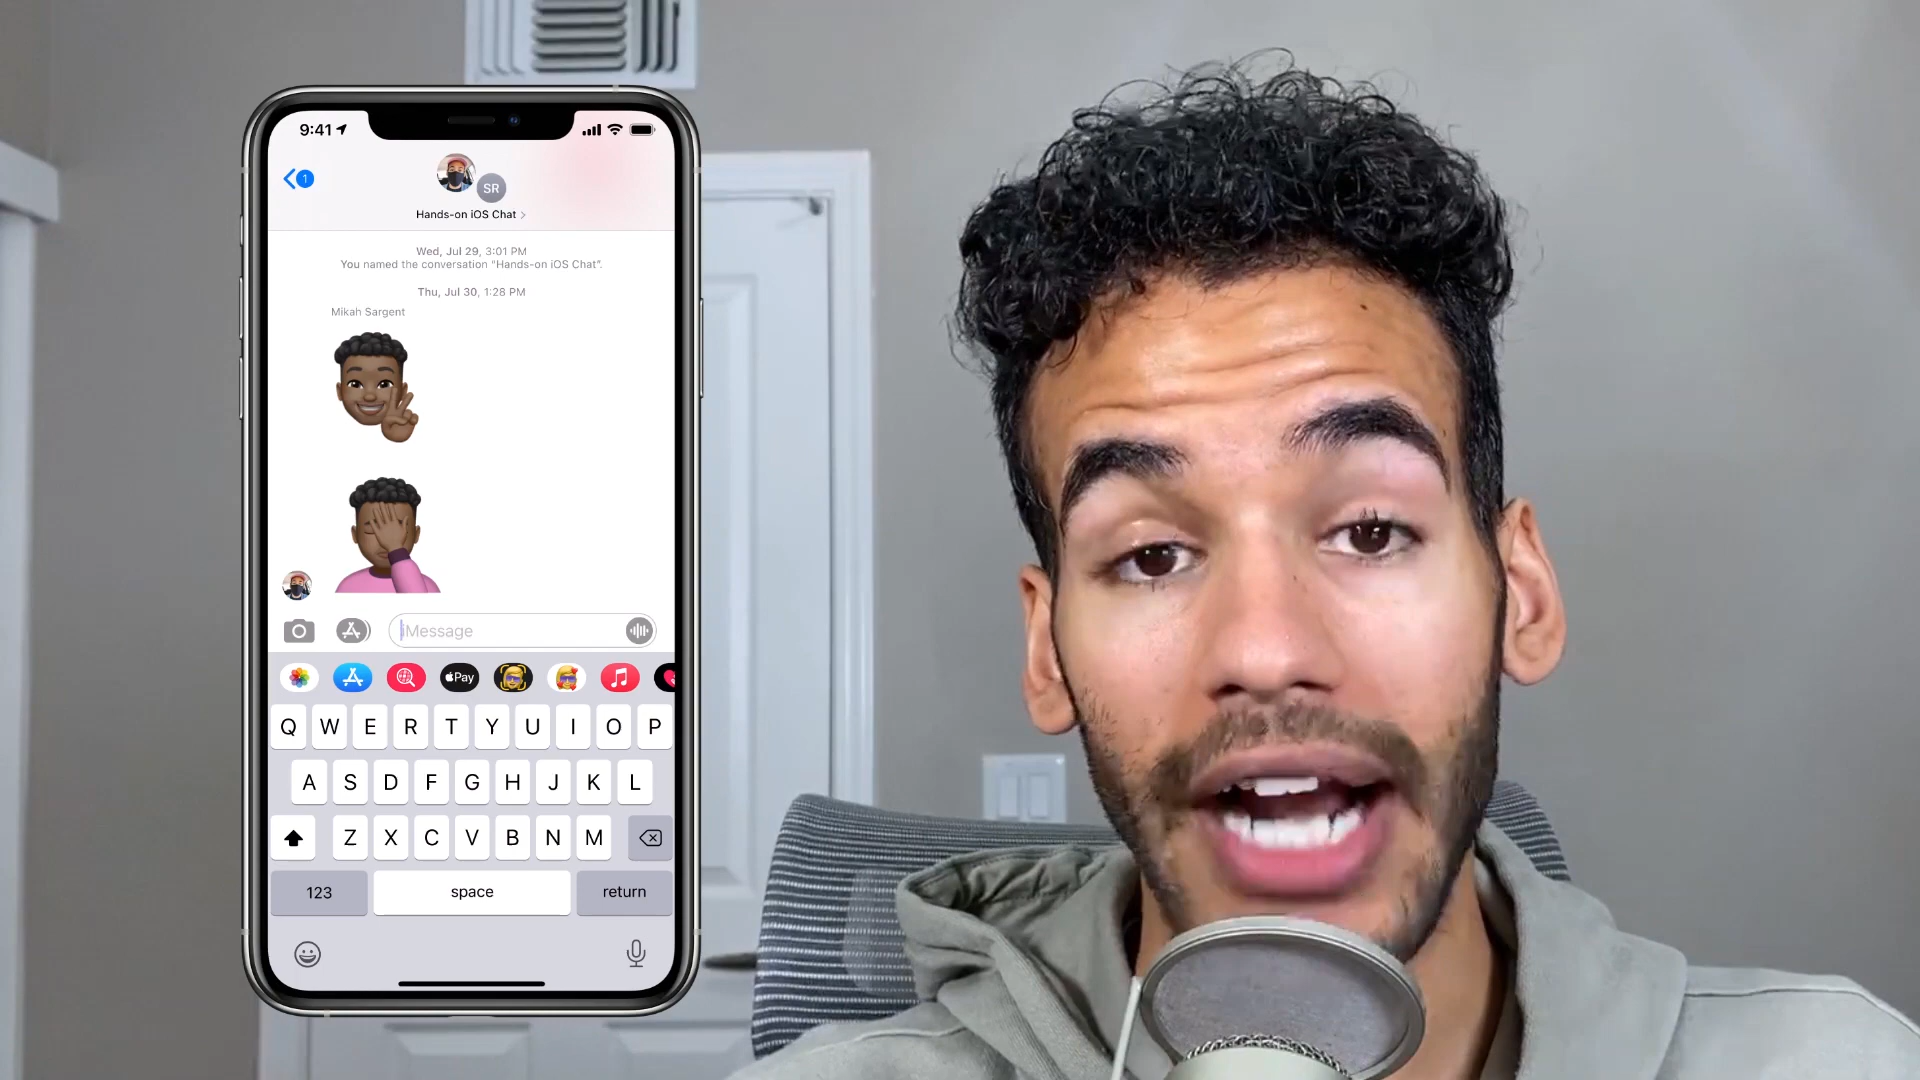 9:41
1
SR
Hands-on iOS Chat
Wed, Jul 29, 3:01 PM
You named the conversation "Hands-on iOS Chat".
Thu, Jul 30, 1:28 PM
Mikah Sargent
iMessage
Pay
Q W E R T Y U I O P
A S D F G H J K L
Z X C V B N M
123 space return